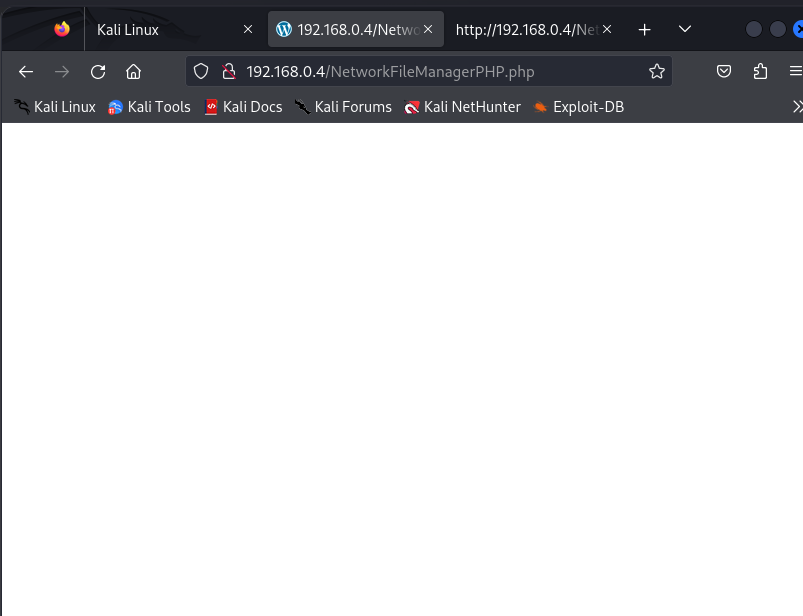 Kali Linux
192.168.0.4/Netwo
http://192.168.0.4/Net
192.168.0.4/NetworkFileManagerPHP.php
Kali Linux
Kali Tools
Kali Docs
Kali Forums
Kali NetHunter
Exploit-DB